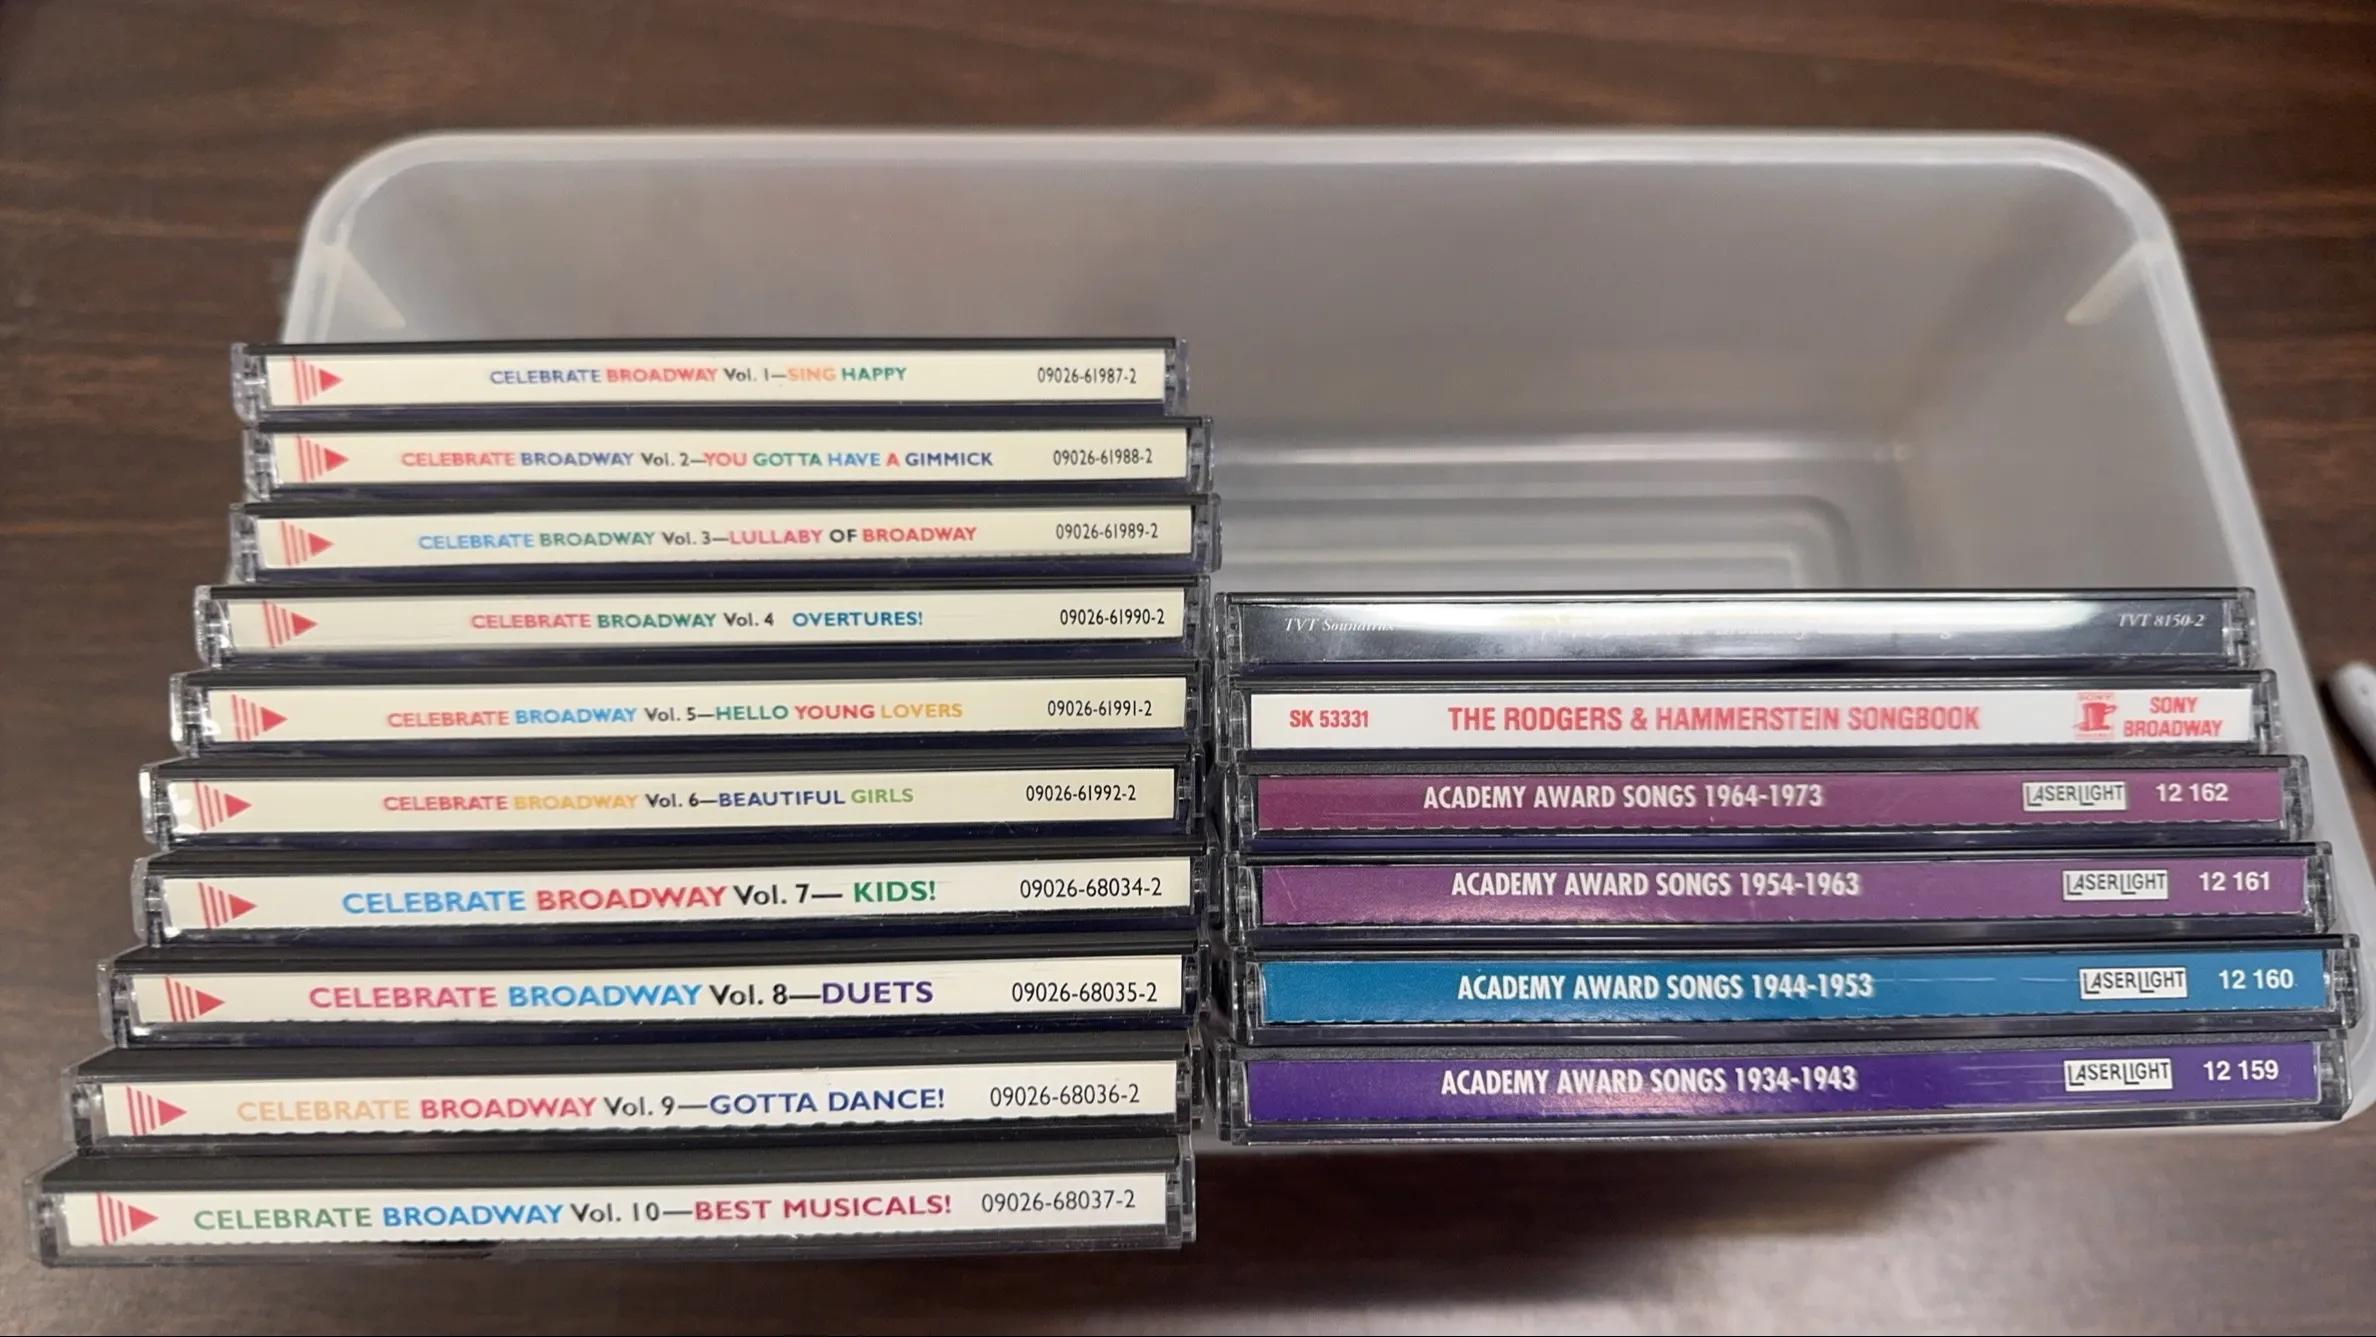 CELEBRATE BROADWAY Vol. 1—SING HAPPY 09026-61987-2
CELEBRATE BROADWAY Vol. 2—YOU GOTTA HAVE A GIMMICK 09026-61988-2
CELEBRATE BROADWAY Vol. 3—LULLABY OF BROADWAY 09026-61989-2
CELEBRATE BROADWAY Vol. 4 OVERTURES! 09026-61990-2
CELEBRATE BROADWAY Vol. 5—HELLO YOUNG LOVERS 09026-61991-2
CELEBRATE BROADWAY Vol. 6—BEAUTIFUL GIRLS 09026-61992-2
CELEBRATE BROADWAY Vol. 7— KIDS! 09026-68034-2
CELEBRATE BROADWAY Vol. 8—DUETS 09026-68035-2
CELEBRATE BROADWAY Vol. 9—GOTTA DANCE! 09026-68036-2
CELEBRATE BROADWAY Vol. 10—BEST MUSICALS! 09026-68037-2
TVT TVT 8150-2
SK 53331 THE RODGERS & HAMMERSTEIN SONGBOOK SONY BROADWAY
ACADEMY AWARD SONGS 1964-1973 LASERLIGHT 12 162
ACADEMY AWARD SONGS 1954-1963 LASERLIGHT 12 161
ACADEMY AWARD SONGS 1944-1953 LASERLIGHT 12 160
ACADEMY AWARD SONGS 1934-1943 LASERLIGHT 12 159